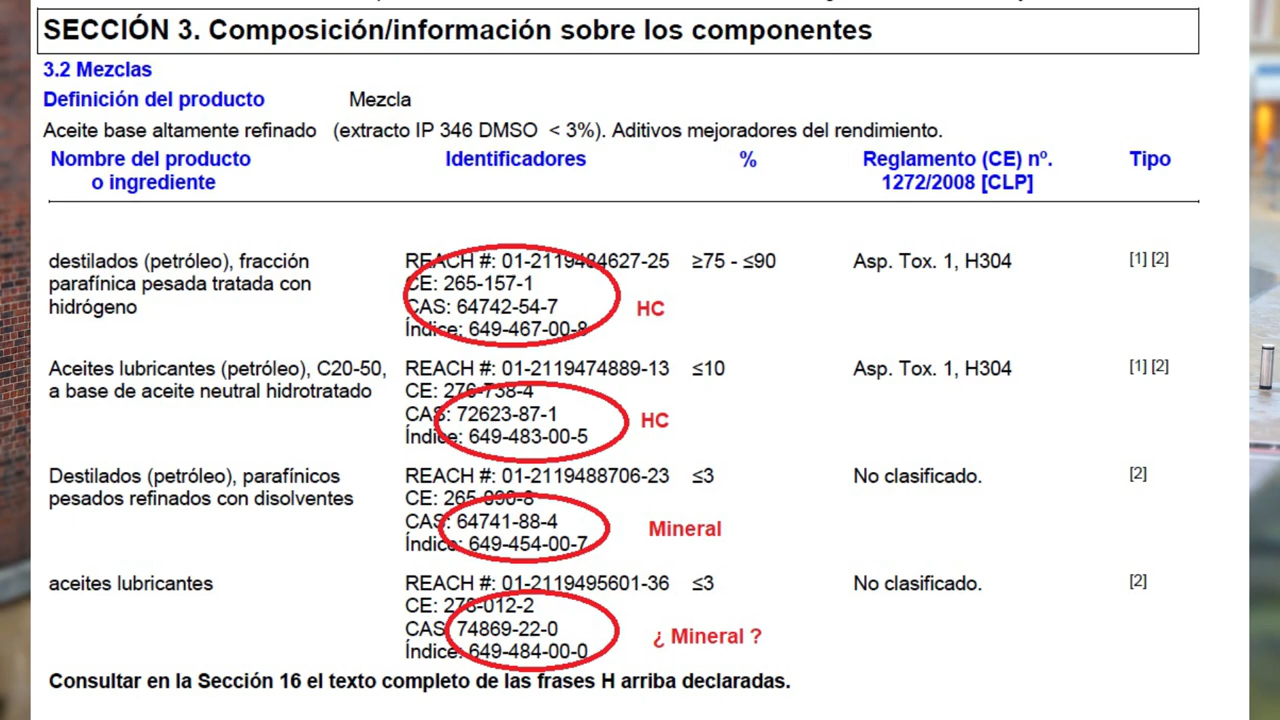 SECCIÓN 3. Composición/información sobre los componentes
3.2 Mezclas
Definición del producto Mezcla
Aceite base altamente refinado (extracto IP 346 DMSO < 3%). Aditivos mejoradores del rendimiento.
Nombre del producto o ingrediente Identificadores % Reglamento (CE) nº. 1272/2008 [CLP] Tipo
destilados (petróleo), fracción REACH #: 01-2119484627-25 ≥75 - ≤90 Asp. Tox. 1, H304 [1] [2]
parafínica pesada tratada con CE: 265-157-1
hidrógeno CAS: 64742-54-7 HC
Índice: 649-467-00-8
Aceites lubricantes (petróleo), C20-50, REACH #: 01-2119474889-13 ≤10 Asp. Tox. 1, H304 [1] [2]
a base de aceite neutral hidrotratado CE: 276-738-4
CAS: 72623-87-1 HC
Índice: 649-483-00-5
Destilados (petróleo), parafínicos REACH #: 01-2119488706-23 ≤3 No clasificado. [2]
pesados refinados con disolventes CE: 265-090-8
CAS: 64741-88-4 Mineral
Índice: 649-454-00-7
aceites lubricantes REACH #: 01-2119495601-36 ≤3 No clasificado. [2]
CE: 278-012-2
CAS: 74869-22-0 ¿ Mineral ?
Índice: 649-484-00-0
Consultar en la Sección 16 el texto completo de las frases H arriba declaradas.